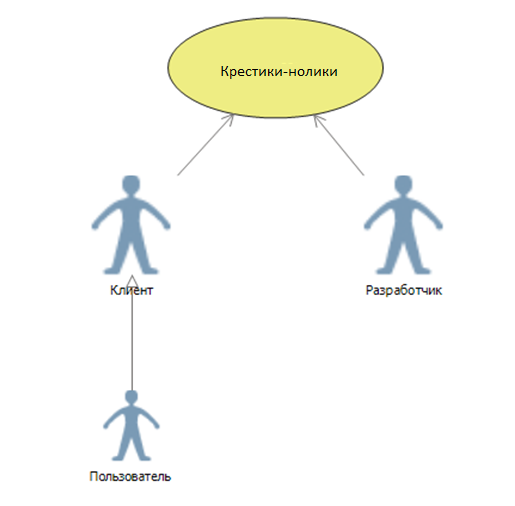 Крестики-нолики
Клиент
Разработчик
Пользователь